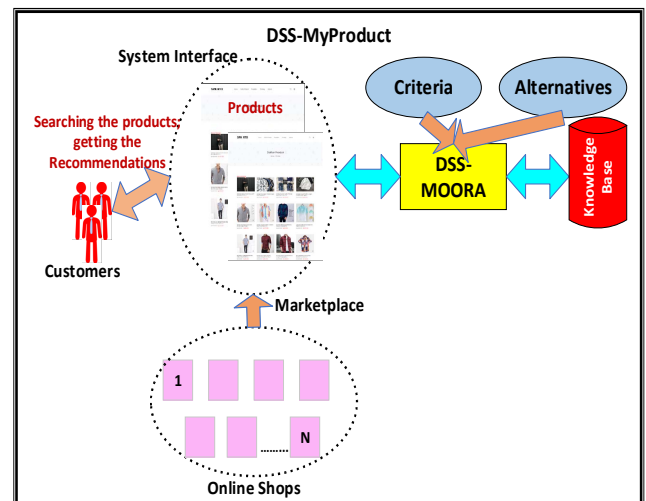 DSS-MyProduct
System Interface
Criteria
Alternatives
Products
Searching the products,
getting the
Recommendations
DSS-
MOORA
Knowledge
Base
Customers
Marketplace
1
......... N
Online Shops